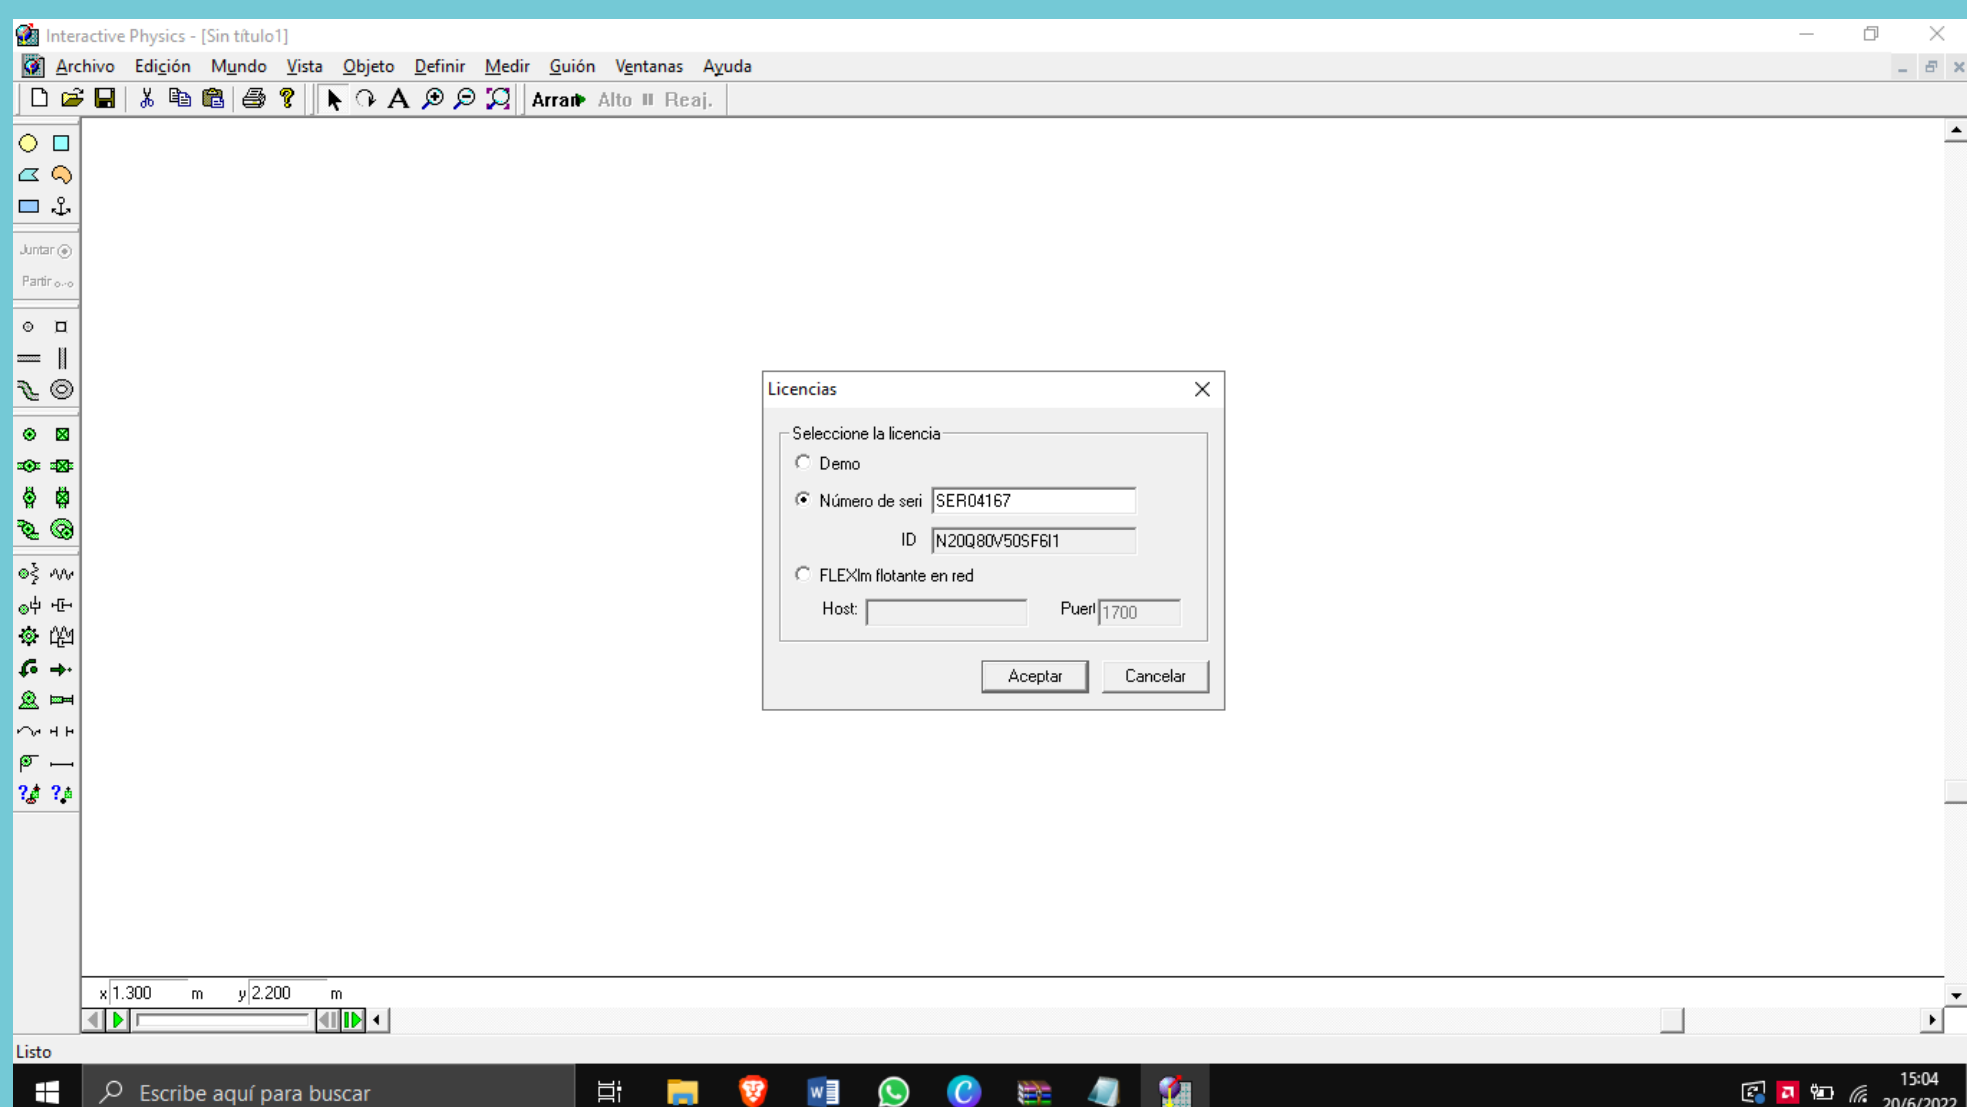 Interactive Physics - [Sin título1]
Archivo Edición Mundo Vista Objeto Definir Medir Guión Ventanas Ayuda
A Arran Alto Reaj.
Juntar
Partir
Licencias
Seleccione la licencia
Demo
Número de seri SER04167
ID N20Q80V50SF6I1
FLEXlm flotante en red
Host: Puer 1700
Aceptar Cancelar
x 1.300 m y 2.200 m
Listo
Escribe aquí para buscar
15:04
20/6/2022